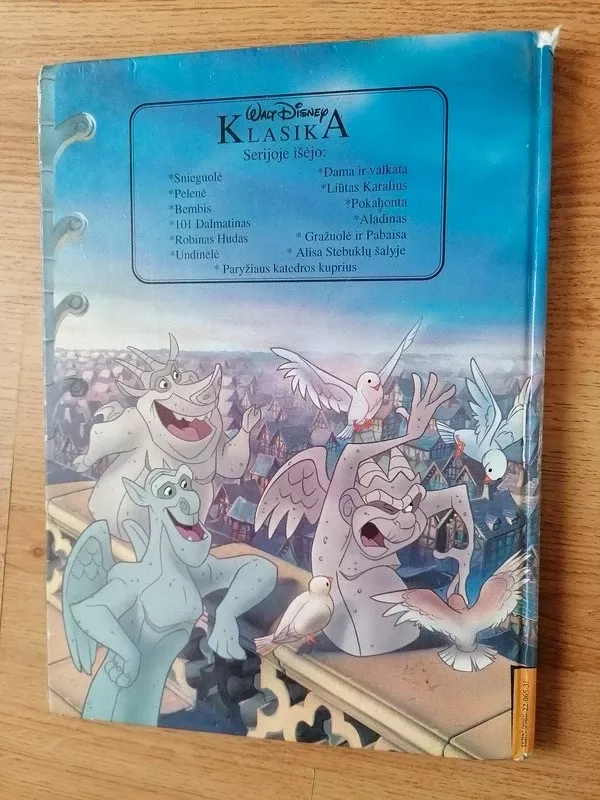 WALT DISNEY
KLASIKA
Serijoje išėjo:
*Snieguolė
*Pelenė
*Bembis
*101 Dalmatinas
*Robinas Hudas
*Undinėlė
*Dama ir valkata
*Liūtas Karalius
*Pokahonta
*Aladinas
* Gražuolė ir Pabaisa
* Alisa Stebuklų šalyje
* Paryžiaus katedros kuprius